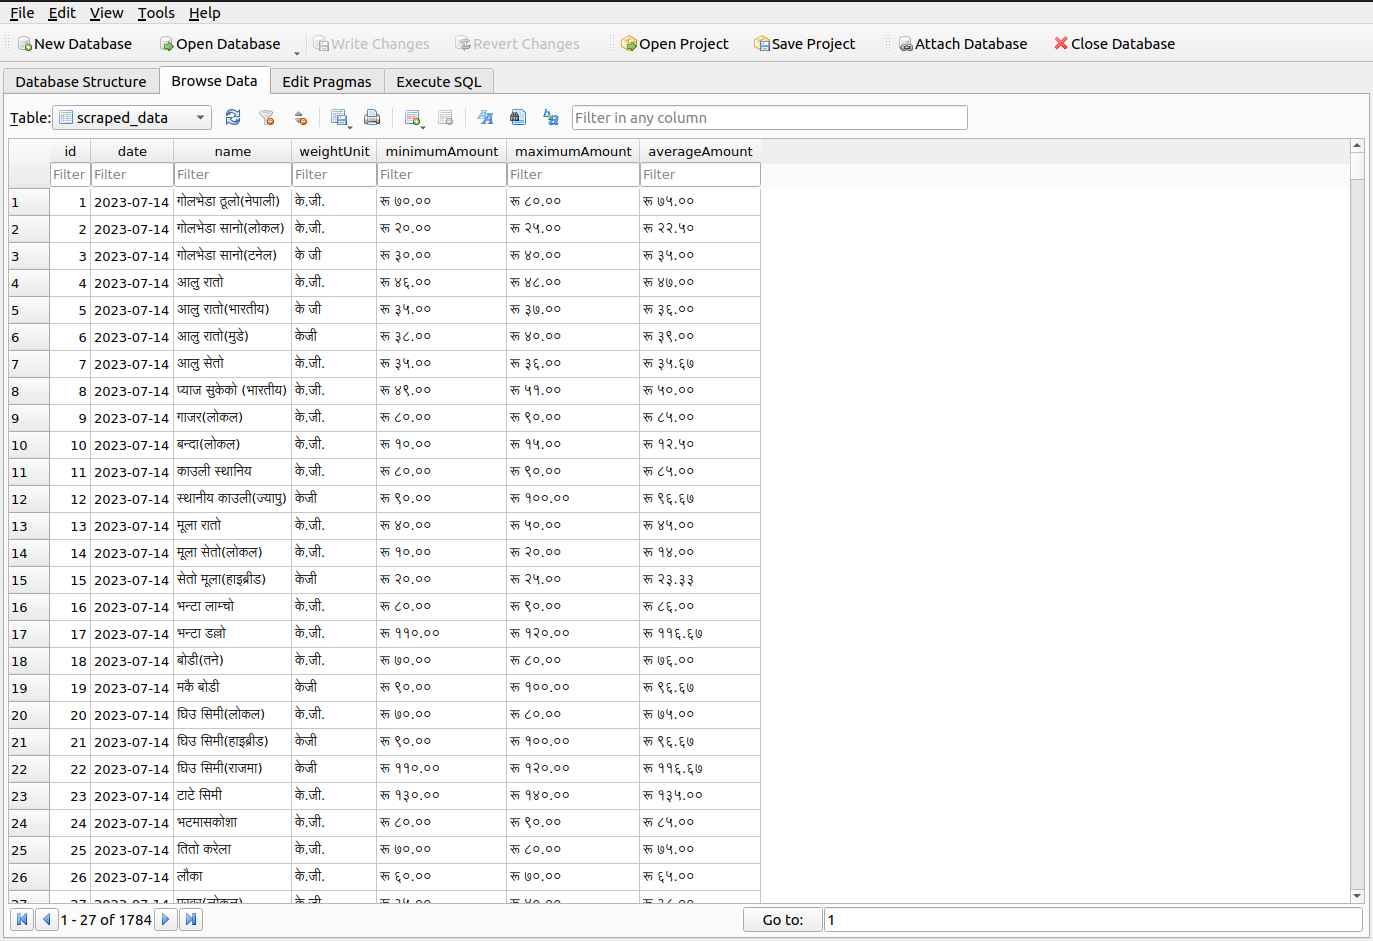 File Edit View Tools Help
New Database Open Database Write Changes Revert Changes Open Project Save Project Attach Database Close Database
Database Structure Browse Data Edit Pragmas Execute SQL
Table: scraped_data Filter in any column
id date name weightUnit minimumAmount maximumAmount averageAmount
Filter Filter Filter Filter Filter Filter Filter
1 1 2023-07-14 गोलभेडा ठूलो(नेपाली) के.जी. रू ७०.०० रू ८०.०० रू ७५.००
2 2 2023-07-14 गोलभेडा सानो(लोकल) के.जी. रू २०.०० रू २५.०० रू २२.५०
3 3 2023-07-14 गोलभेडा सानो(टनेल) के जी रू ३०.०० रू ४०.०० रू ३५.००
4 4 2023-07-14 आलु रातो के.जी. रू ४६.०० रू ४८.०० रू ४७.००
5 5 2023-07-14 आलु रातो(भारतीय) के जी रू ३५.०० रू ३७.०० रू ३६.००
6 6 2023-07-14 आलु रातो(मुडे) केजी रू ३८.०० रू ४०.०० रू ३९.००
7 7 2023-07-14 आलु सेतो के.जी. रू ३५.०० रू ३६.०० रू ३५.६७
8 8 2023-07-14 प्याज सुकेको (भारतीय) के.जी. रू ४९.०० रू ५१.०० रू ५०.००
9 9 2023-07-14 गाजर(लोकल) के.जी. रू ८०.०० रू ९०.०० रू ८५.००
10 10 2023-07-14 बन्दा(लोकल) के.जी. रू १०.०० रू १५.०० रू १२.५०
11 11 2023-07-14 काउली स्थानिय के.जी. रू ८०.०० रू ९०.०० रू ८५.००
12 12 2023-07-14 स्थानीय काउली(ज्यापु) केजी रू ९०.०० रू १००.०० रू ९६.६७
13 13 2023-07-14 मूला रातो के.जी. रू ४०.०० रू ५०.०० रू ४५.००
14 14 2023-07-14 मूला सेतो(लोकल) के.जी. रू १०.०० रू २०.०० रू १४.००
15 15 2023-07-14 सेतो मूला(हाइब्रीड) केजी रू २०.०० रू २५.०० रू २३.३३
16 16 2023-07-14 भन्टा लाम्चो के.जी. रू ८०.०० रू ९०.०० रू ८६.००
17 17 2023-07-14 भन्टा डल्लो के.जी. रू ११०.०० रू १२०.०० रू ११६.६७
18 18 2023-07-14 बोडी(तने) के.जी. रू ७०.०० रू ८०.०० रू ७६.००
19 19 2023-07-14 मकै बोडी केजी रू ९०.०० रू १००.०० रू ९६.६७
20 20 2023-07-14 घिउ सिमी(लोकल) के.जी. रू ७०.०० रू ८०.०० रू ७५.००
21 21 2023-07-14 घिउ सिमी(हाइब्रीड) केजी रू ९०.०० रू १००.०० रू ९६.६७
22 22 2023-07-14 घिउ सिमी(राजमा) केजी रू ११०.०० रू १२०.०० रू ११६.६७
23 23 2023-07-14 टाटे सिमी के.जी. रू १३०.०० रू १४०.०० रू १३५.००
24 24 2023-07-14 भटमासकोशा के.जी. रू ८०.०० रू ९०.०० रू ८५.००
25 25 2023-07-14 तितो करेला के.जी. रू ७०.०० रू ८०.०० रू ७५.००
26 26 2023-07-14 लौका के.जी. रू ६०.०० रू ७०.०० रू ६५.००
1 - 27 of 1784 Go to: 1